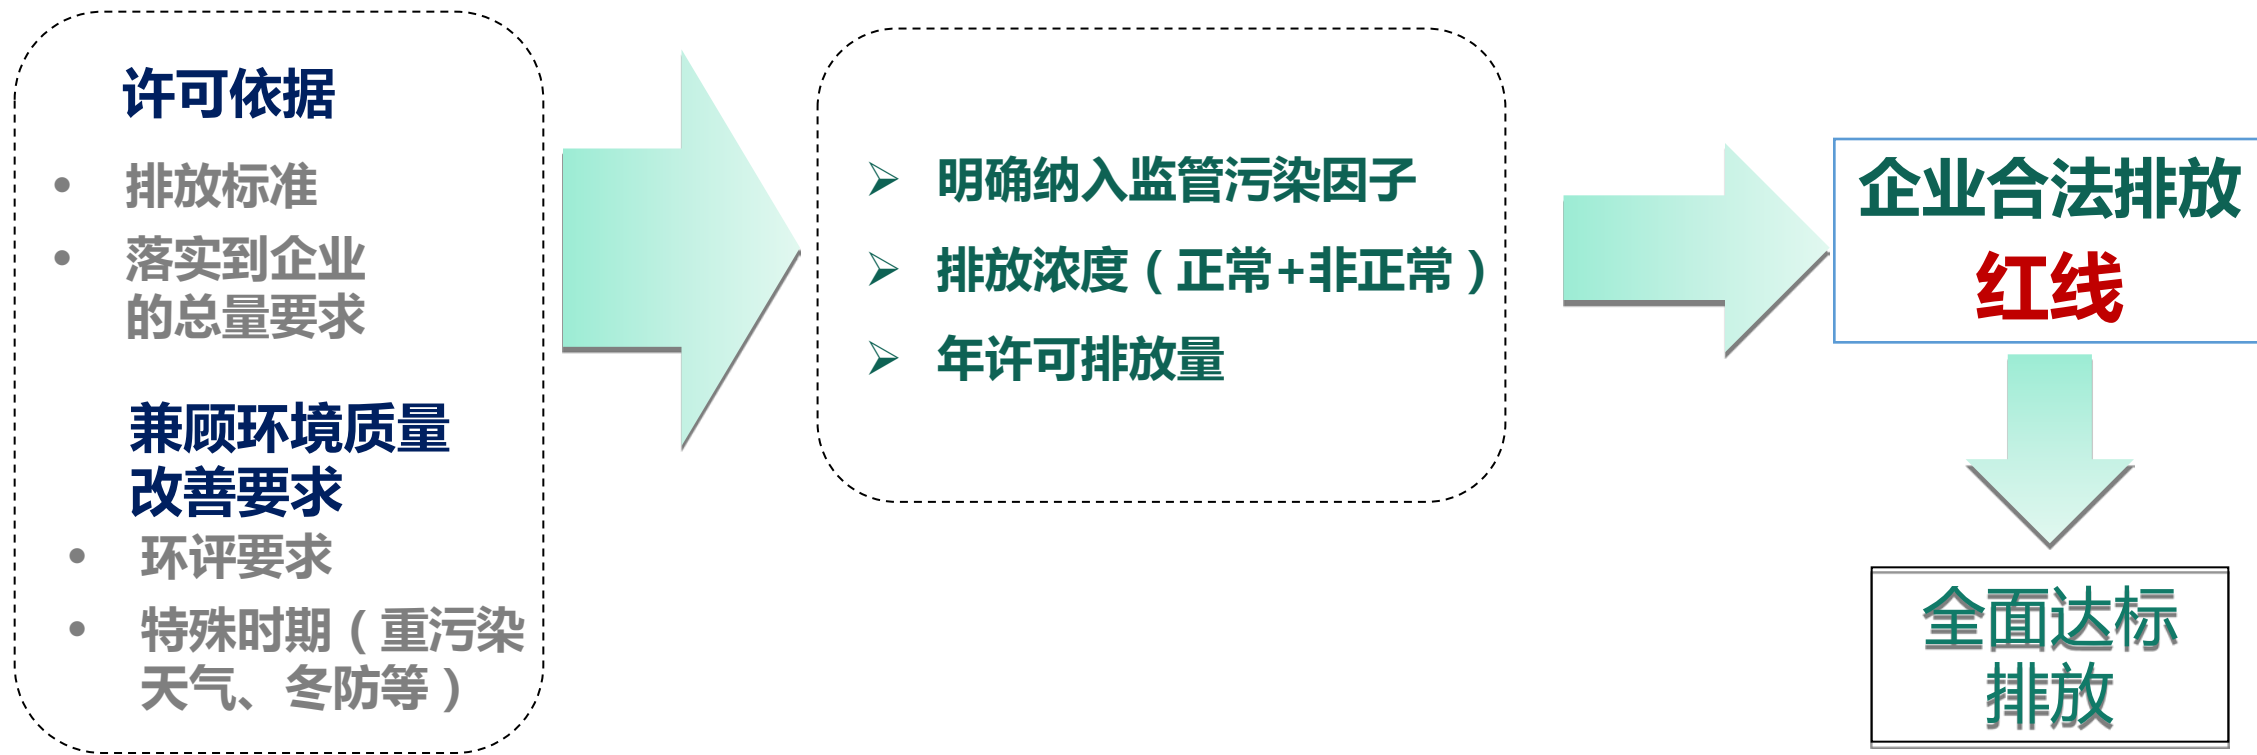 许可依据
• 排放标准
• 落实到企业
的总量要求
兼顾环境质量
改善要求
• 环评要求
• 特殊时期（重污染
天气、冬防等）
➢ 明确纳入监管污染因子
➢ 排放浓度（正常+非正常）
➢ 年许可排放量
企业合法排放
红线
全面达标
排放